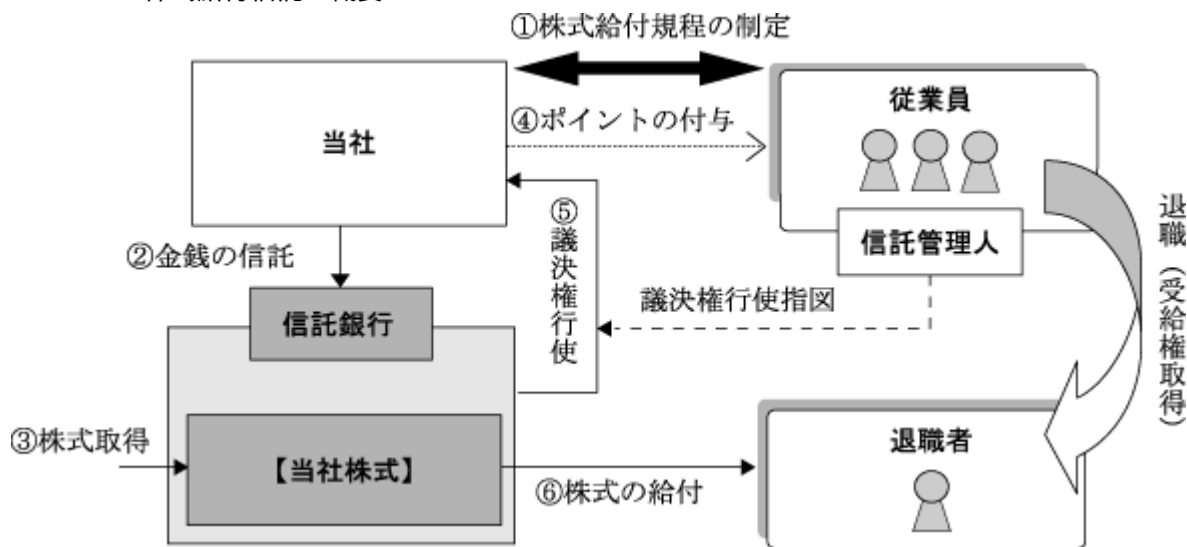 ①株式給付規程の制定
従業員
④ポイントの付与
当社
⑤議決権行使
信託管理人
退職(受給権取得)
②金銭の信託
議決権行使指図
信託銀行
③株式取得
【当社株式】
退職者
⑥株式の給付